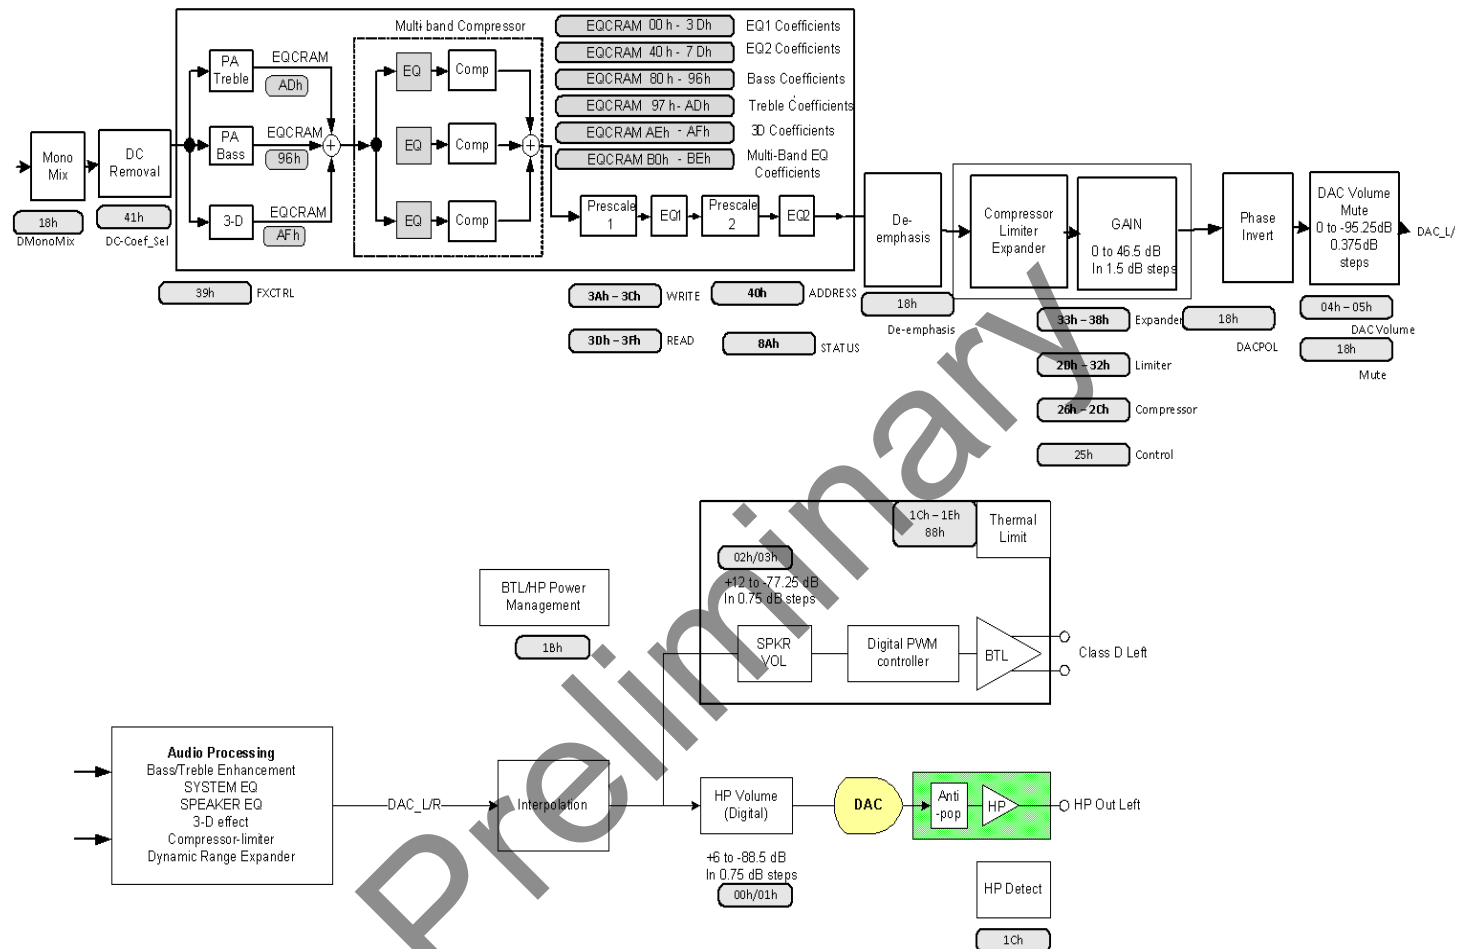 Multi-band Compressor
EQCRAM 00h - 3Dh
EQ1 Coefficients
EQCRAM 40h - 7Dh
EQ2 Coefficients
EQCRAM 80h - 96h
Bass Coefficients
EQCRAM 97h - ADh
Treble Coefficients
EQCRAM AEh - AFh
3D Coefficients
EQCRAM B0h - BEh
Multi-Band EQ
Coefficients
Mono
Mix
18h
DMonoMix
DC
Removal
41h
DC-Coef_Sel
PA
Treble
EQCRAM
ADh
PA
Bass
EQCRAM
96h
3-D
EQCRAM
AFh
+
EQ
Comp
EQ
Comp
EQ
Comp
+
Prescale
1
EQ1
Prescale
2
EQ2
De-
emphasis
18h
De-emphasis
Compressor
Limiter
Expander
GAIN
0 to 46.5 dB
In 1.5 dB steps
Phase
Invert
18h
DACPOL
DAC Volume
Mute
0 to -95.25dB
0.375dB
steps
DAC_L/
04h – 05h
DAC Volume
18h
Mute
39h
FXCTRL
3Ah – 3Ch
WRITE
40h
ADDRESS
3Dh – 3Fh
READ
8Ah
STATUS
33h – 38h
Expander
2Dh – 32h
Limiter
26h – 2Ch
Compressor
25h
Control
1Ch – 1Eh
88h
Thermal
Limit
02h/03h
+12 to -77.25 dB
In 0.75 dB steps
BTL/HP Power
Management
1Bh
SPKR
VOL
Digital PWM
controller
BTL
Class D Left
Audio Processing
Bass/Treble Enhancement
SYSTEM EQ
SPEAKER EQ
3-D effect
Compressor-limiter
Dynamic Range Expander
DAC_L/R
Interpolation
HP Volume
(Digital)
+6 to -88.5 dB
In 0.75 dB steps
00h/01h
DAC
Anti
-pop
HP
HP Out Left
HP Detect
1Ch
Preliminary